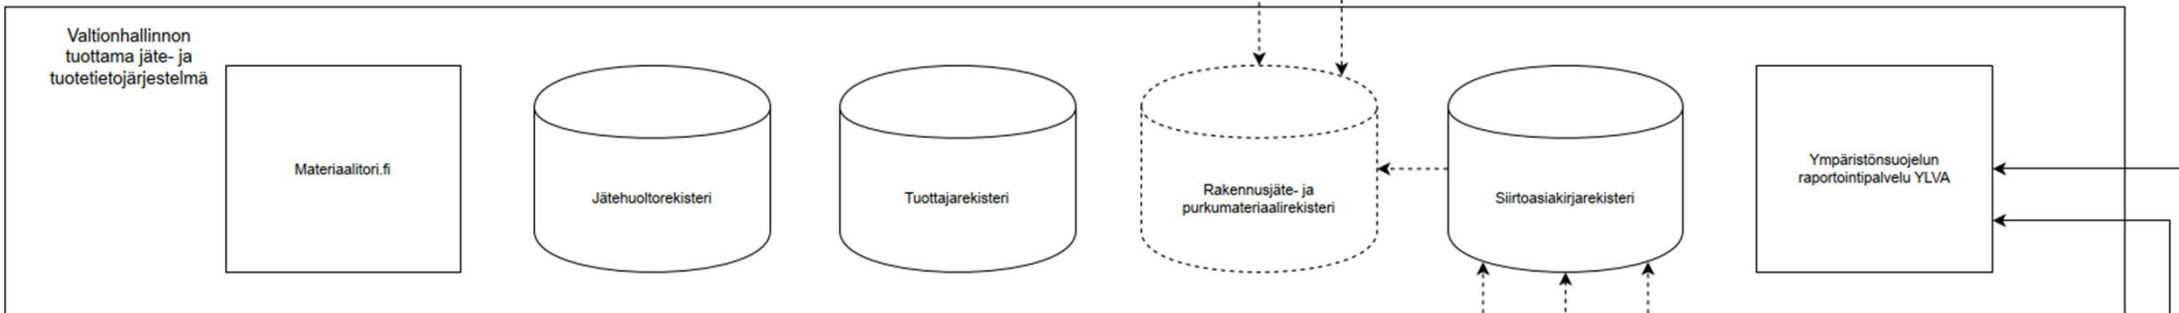 Valtionhallinnon
tuottama jäte- ja
tuotetietojärjestelmä
Materiaalitori.fi
Jätehuoltorekisteri
Tuottajarekisteri
Rakennusjäte- ja
purkumateriaalirekisteri
Siirtoasiakirjarekisteri
Ympäristönsuojelun
raportointipalvelu YLVA